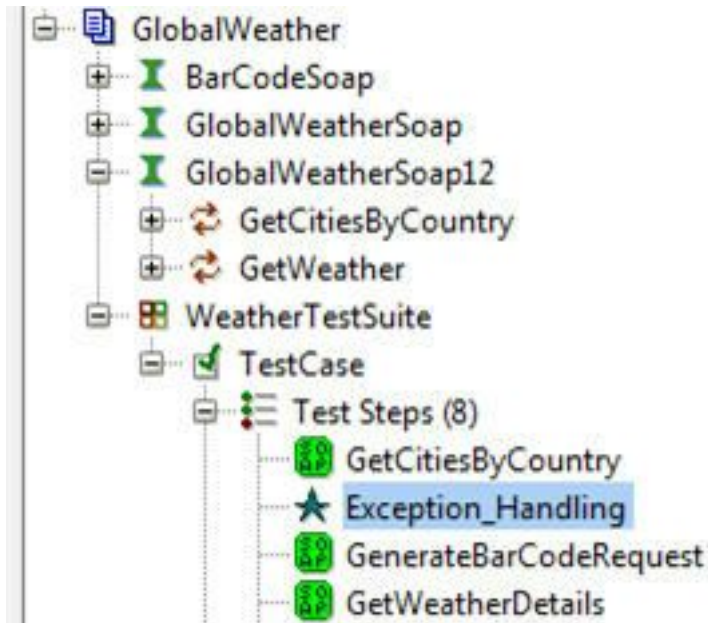 GlobalWeather
BarCodeSoap
GlobalWeatherSoap
GlobalWeatherSoap12
GetCitiesByCountry
GetWeather
WeatherTestSuite
TestCase
Test Steps (8)
GetCitiesByCountry
Exception_Handling
GenerateBarCodeRequest
GetWeatherDetails